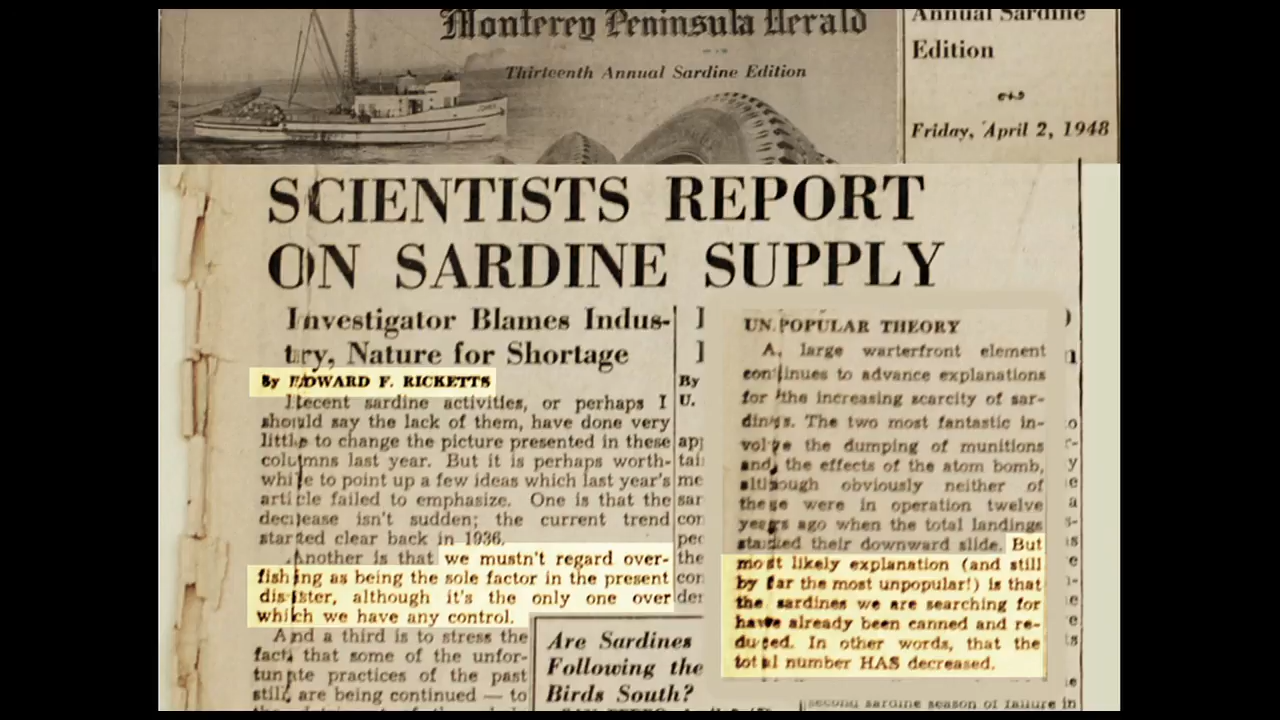 Monterey Peninsula Herald
Thirteenth Annual Sardine Edition
Annual Sardine
Edition
Friday, April 2, 1948
SCIENTISTS REPORT
ON SARDINE SUPPLY
Investigator Blames Indus-
try, Nature for Shortage
By EDWARD F. RICKETTS
Recent sardine activities, or perhaps I
should say the lack of them, have done very
little to change the picture presented in these
columns last year. But it is perhaps worth-
while to point up a few ideas which last year's
article failed to emphasize. One is that the
decrease isn't sudden; the current trend
started clear back in 1936.
Another is that we mustn't regard over-
fishing as being the sole factor in the present
disaster, although it's the only one over
which we have any control.
And a third is to stress the
fact that some of the unfor-
tunate practices of the past
still are being continued — to
By
U.
Are Sardines
Following the
Birds South?
UNPOPULAR THEORY
A large warterfront element
continues to advance explanations
for the increasing scarcity of sar-
dines. The two most fantastic in-
volve the dumping of munitions
and the effects of the atom bomb,
although obviously neither of
these were in operation twelve
years ago when the total landings
started their downward slide. But
most likely explanation (and still
by far the most unpopular!) is that
the sardines we are searching for
have already been canned and re-
duced. In other words, that the
total number HAS decreased.
second sardine season of failure in